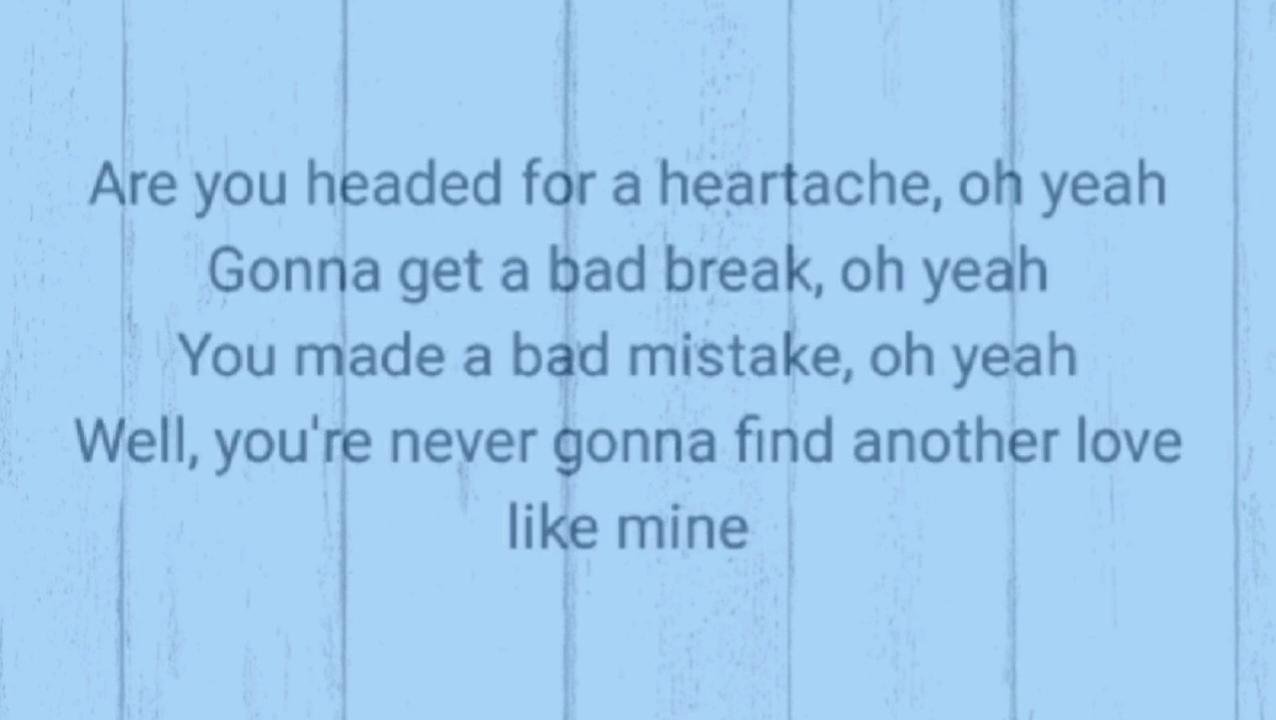 Are you headed for a heartache, oh yeah
Gonna get a bad break, oh yeah
You made a bad mistake, oh yeah
Well, you're never gonna find another love
like mine